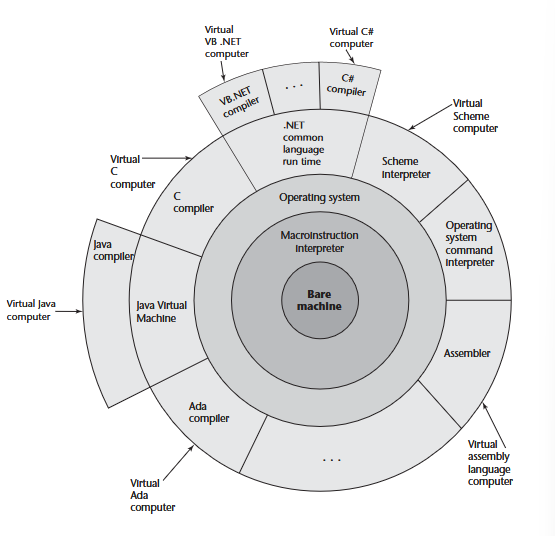 Virtual
VB .NET
computer
Virtual C#
computer
VB.NET
compiler
. . .
C#
compiler
.NET
common
language
run time
Virtual
Scheme
computer
Scheme
interpreter
Virtual
C
computer
C
compiler
Operating system
Operating
system
command
interpreter
Macroinstruction
interpreter
Java
compiler
Bare
machine
Virtual Java
computer
Java Virtual
Machine
Assembler
Ada
compiler
. . .
Virtual
assembly
language
computer
Virtual
Ada
computer